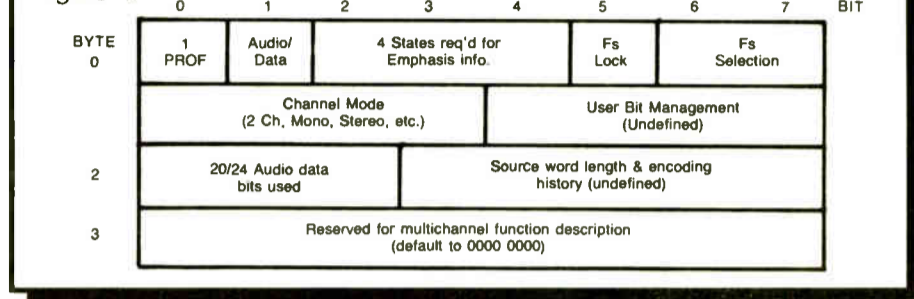 0 1 2 3 4 5 6 7 BIT
BYTE
0
1
PROF
Audio/
Data
4 States req'd for
Emphasis info.
Fs
Lock
Fs
Selection
Channel Mode
(2 Ch, Mono, Stereo, etc.)
User Bit Management
(Undefined)
2
20/24 Audio data
bits used
Source word length & encoding
history (undefined)
3
Reserved for multichannel function description
(default to 0000 0000)